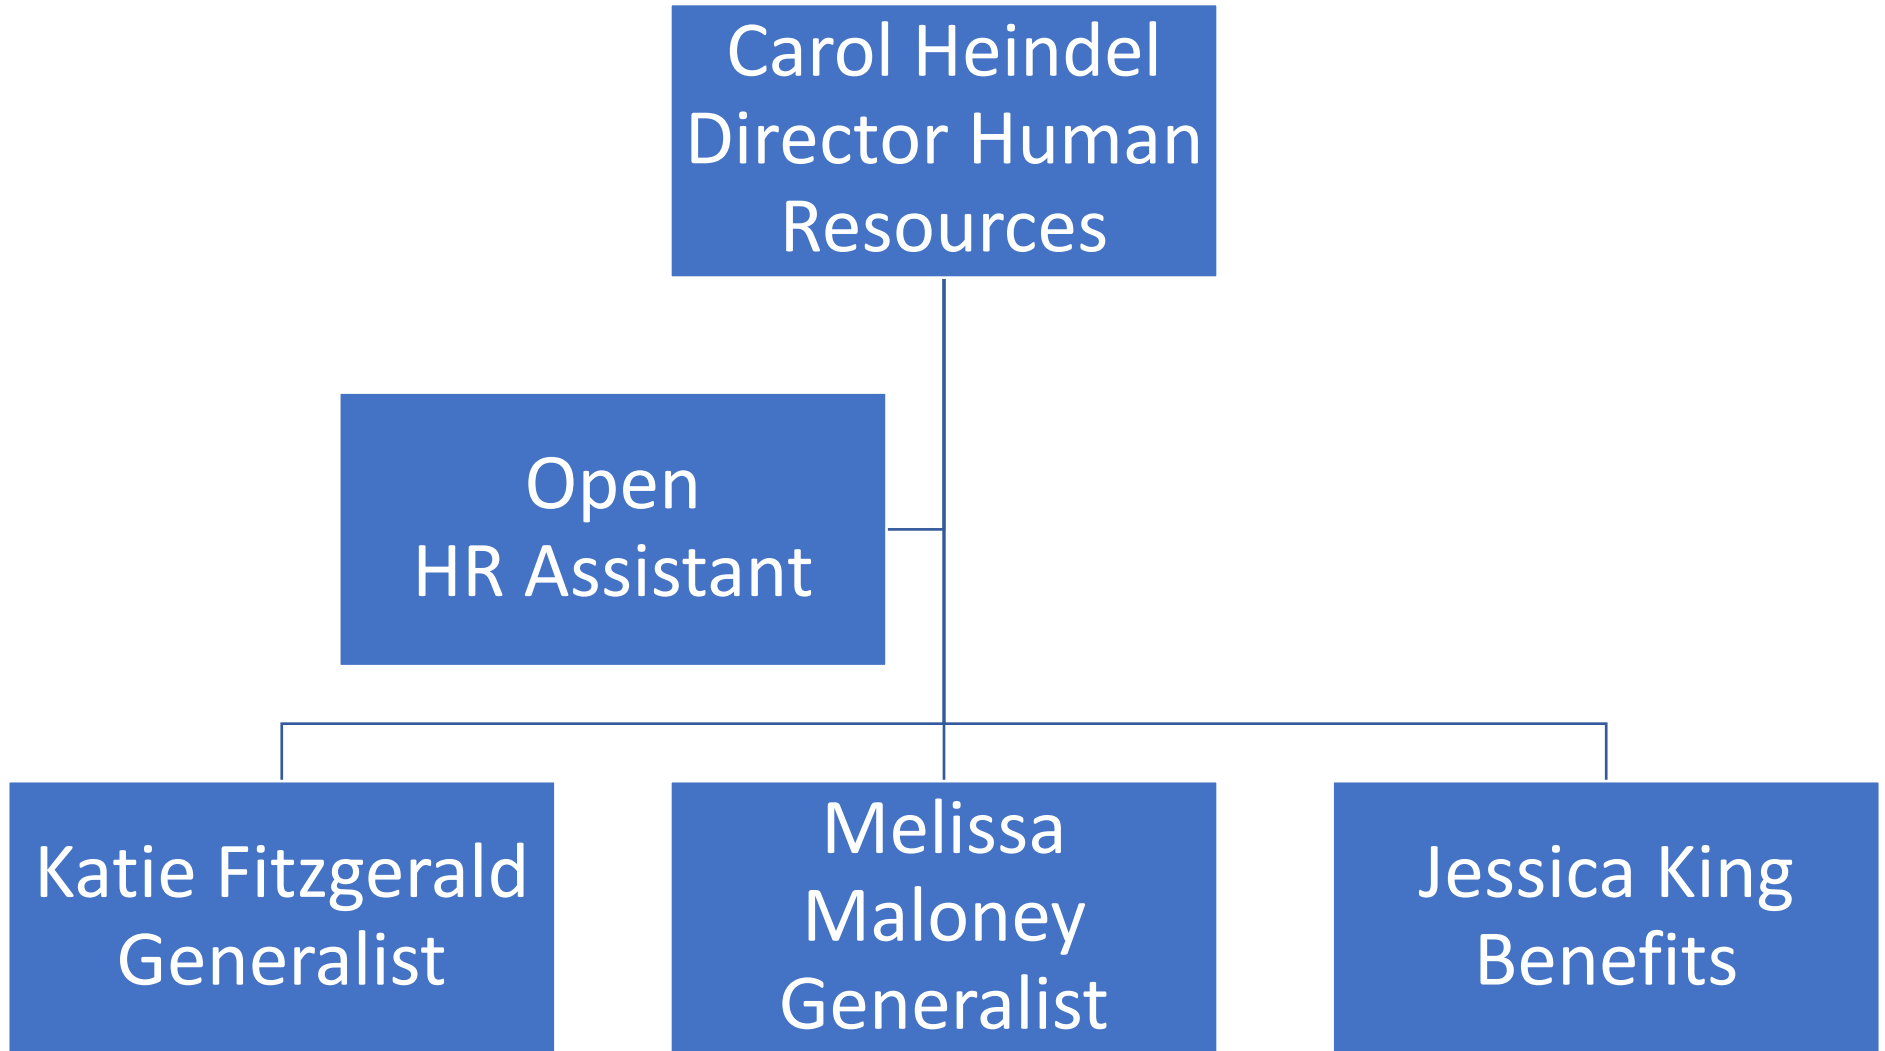 Carol Heindel
Director Human
Resources
Open
HR Assistant
Katie Fitzgerald
Generalist
Melissa
Maloney
Generalist
Jessica King
Benefits